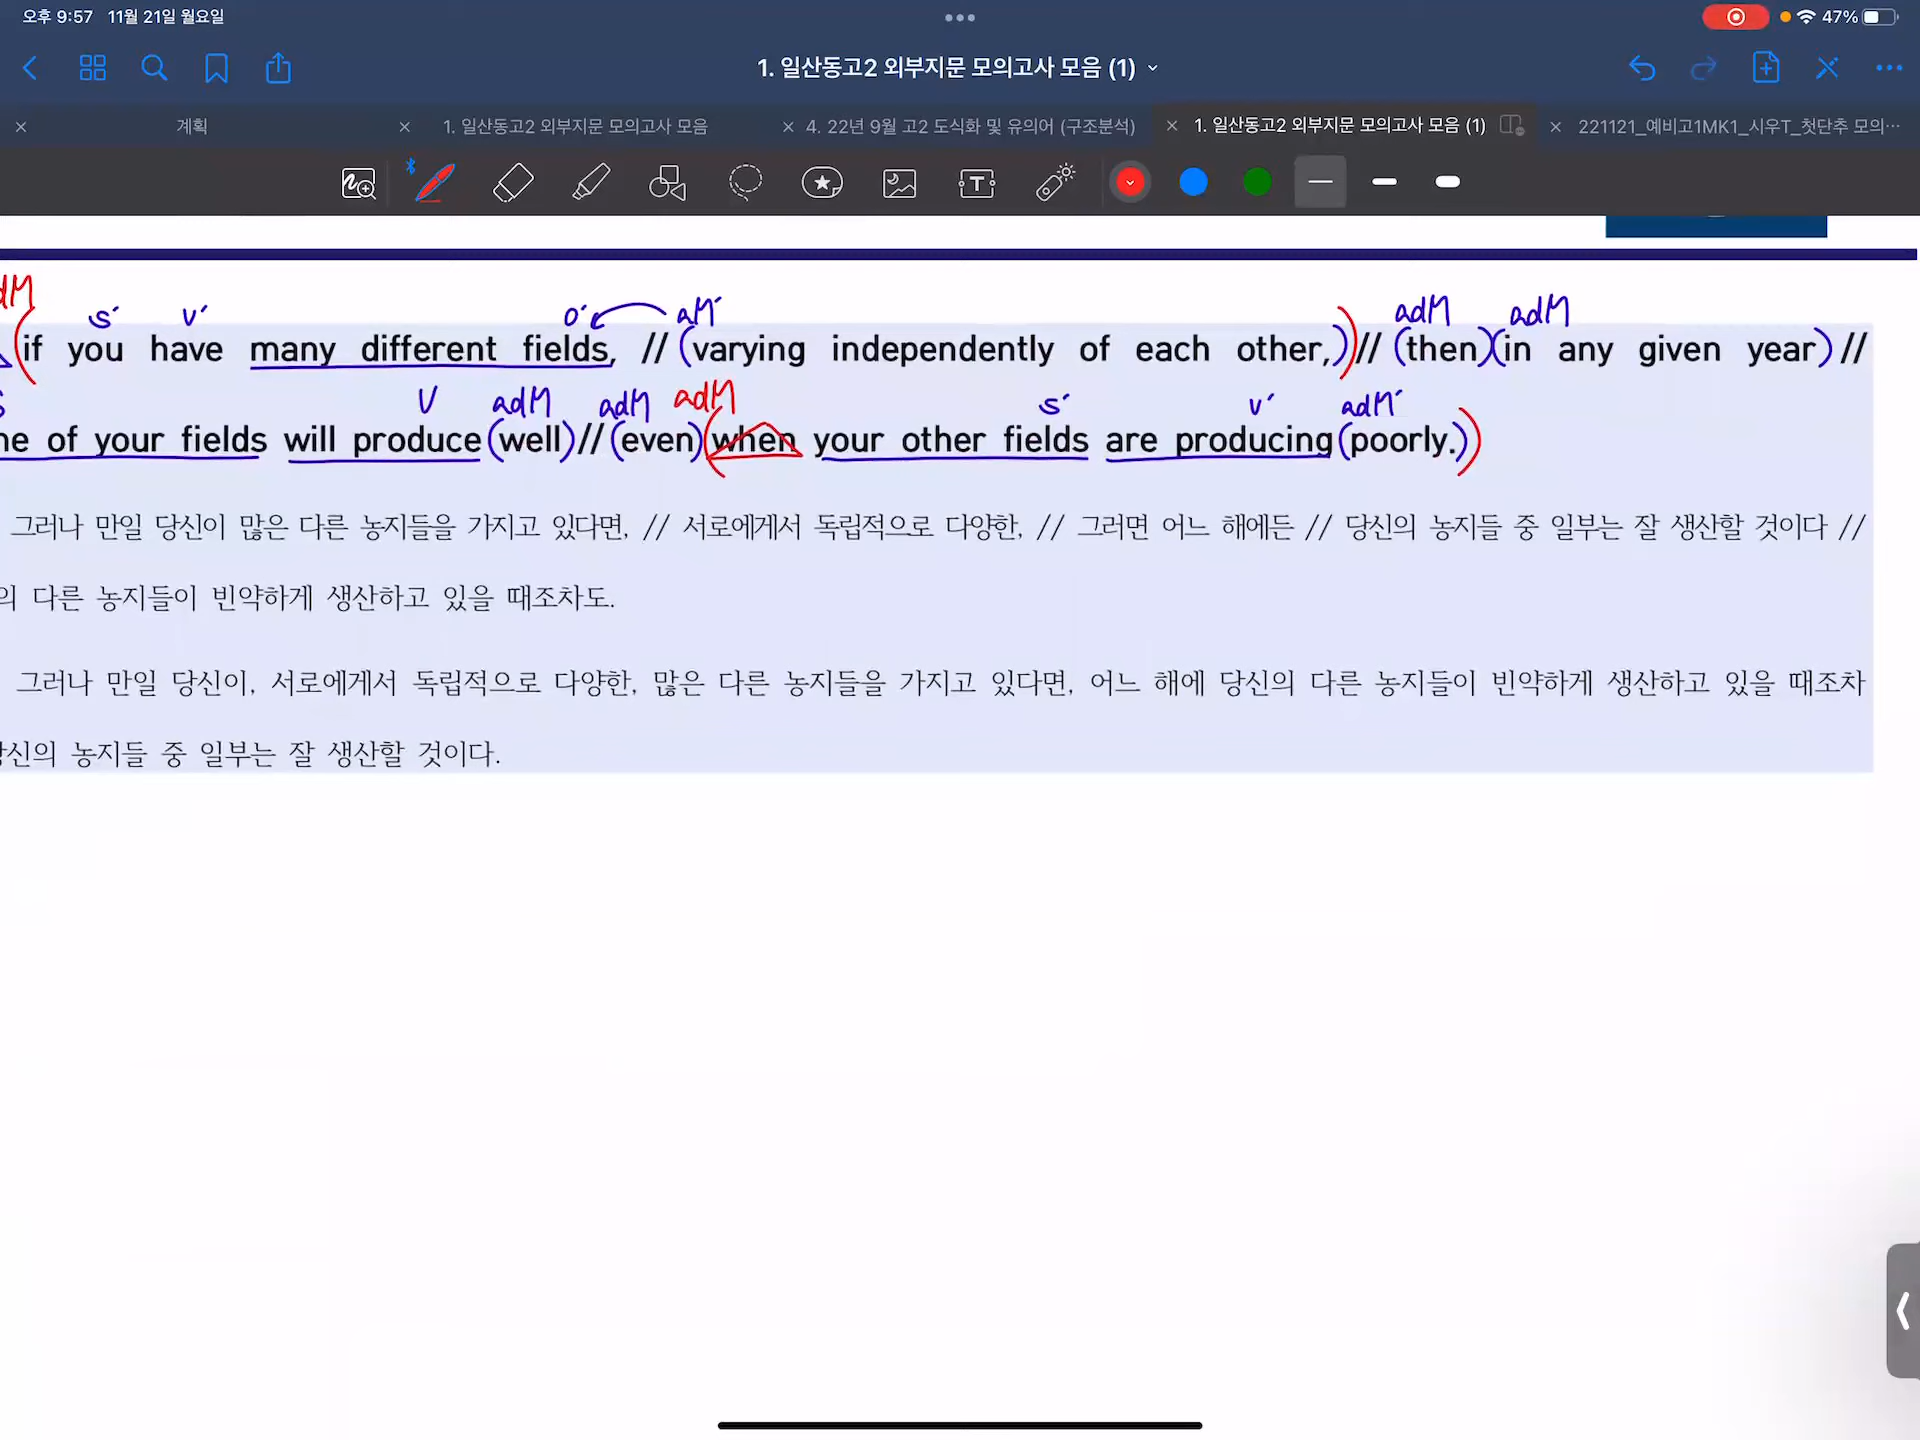 오후 9:57 11월 21일 월요일
47%
1. 일산동고2 외부지문 모의고사 모음 (1)
계획
1. 일산동고2 외부지문 모의고사 모음
4. 22년 9월 고2 도식화 및 유의어 (구조분석)
1. 일산동고2 외부지문 모의고사 모음 (1)
221121_예비고1MK1_시우T_첫단추 모의…
T
s´ v´ o´ aM´ adM adM
(if you have many different fields, // (varying independently of each other,)) // (then)(in any given year) //
V adM adM adM s´ v´ adM´
of your fields will produce (well) // (even) (when your other fields are producing (poorly.))
그러나 만일 당신이 많은 다른 농지들을 가지고 있다면, // 서로에게서 독립적으로 다양한, // 그러면 어느 해에든 // 당신의 농지들 중 일부는 잘 생산할 것이다 //
의 다른 농지들이 빈약하게 생산하고 있을 때조차도.
그러나 만일 당신이, 서로에게서 독립적으로 다양한, 많은 다른 농지들을 가지고 있다면, 어느 해에 당신의 다른 농지들이 빈약하게 생산하고 있을 때조차
당신의 농지들 중 일부는 잘 생산할 것이다.